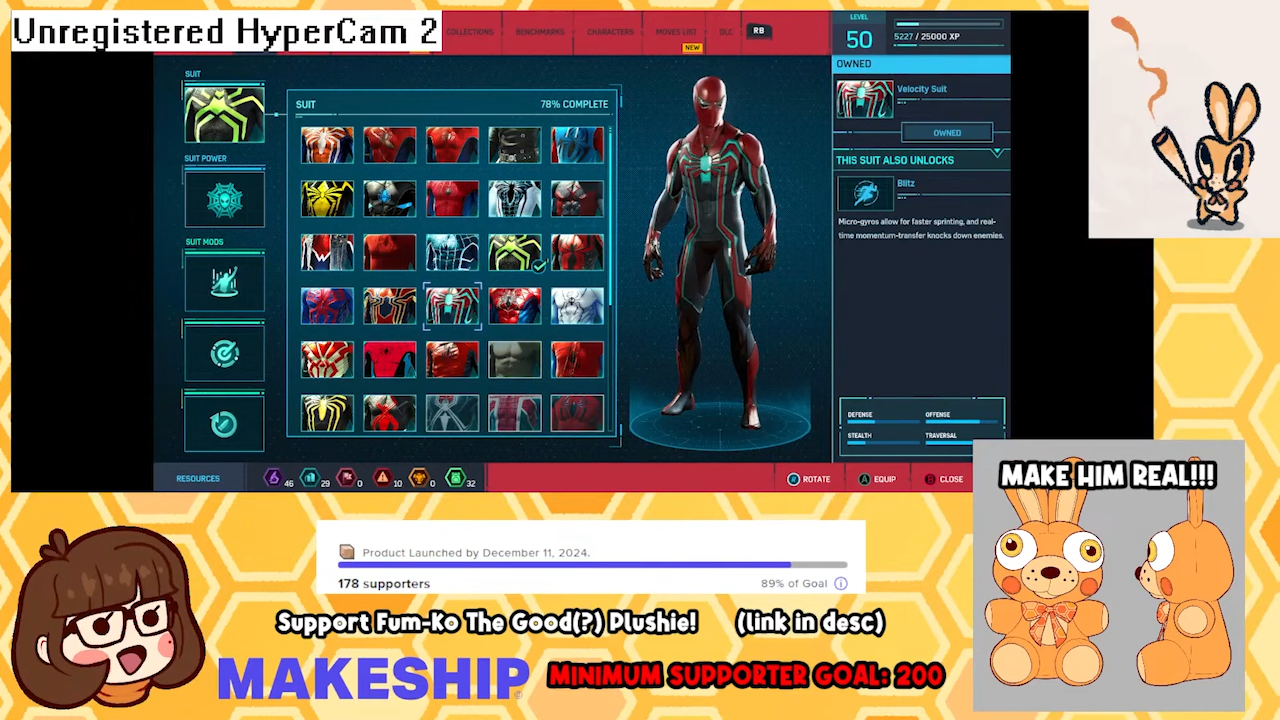 Unregistered HyperCam 2
COLLECTIONS
BENCHMARKS
CHARACTERS
MOVES LIST
NEW
DLC
RB
LEVEL
50
5227 / 25000 XP
OWNED
Velocity Suit
OWNED
THIS SUIT ALSO UNLOCKS
Blitz
Micro-gyros allow for faster sprinting, and real-
time momentum-transfer knocks down enemies.
DEFENSE
OFFENSE
STEALTH
TRAVERSAL
SUIT
SUIT POWER
SUIT MODS
SUIT
78% COMPLETE
RESOURCES
46
29
0
10
0
32
R
ROTATE
A
EQUIP
B
CLOSE
MAKE HIM REAL!!!
Product Launched by December 11, 2024.
178 supporters
89% of Goal
Support Fum-Ko The Good(?) Plushie! (link in desc)
MAKESHIP
MINIMUM SUPPORTER GOAL: 200